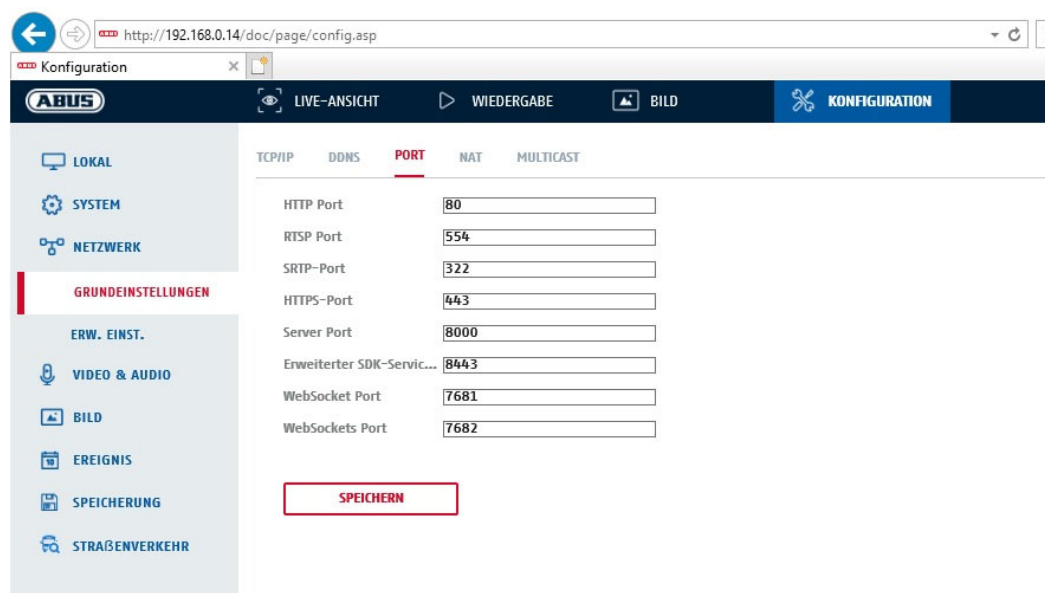 http://192.168.0.14/doc/page/config.asp
Konfiguration
ABUS
LIVE-ANSICHT
WIEDERGABE
BILD
KONFIGURATION
LOKAL
SYSTEM
NETZWERK
GRUNDEINSTELLUNGEN
ERW. EINST.
VIDEO & AUDIO
BILD
EREIGNIS
SPEICHERUNG
STRAßENVERKEHR
TCP/IP DDNS PORT NAT MULTICAST
HTTP Port 80
RTSP Port 554
SRTP-Port 322
HTTPS-Port 443
Server Port 8000
Erweiterter SDK-Servic... 8443
WebSocket Port 7681
WebSockets Port 7682
SPEICHERN